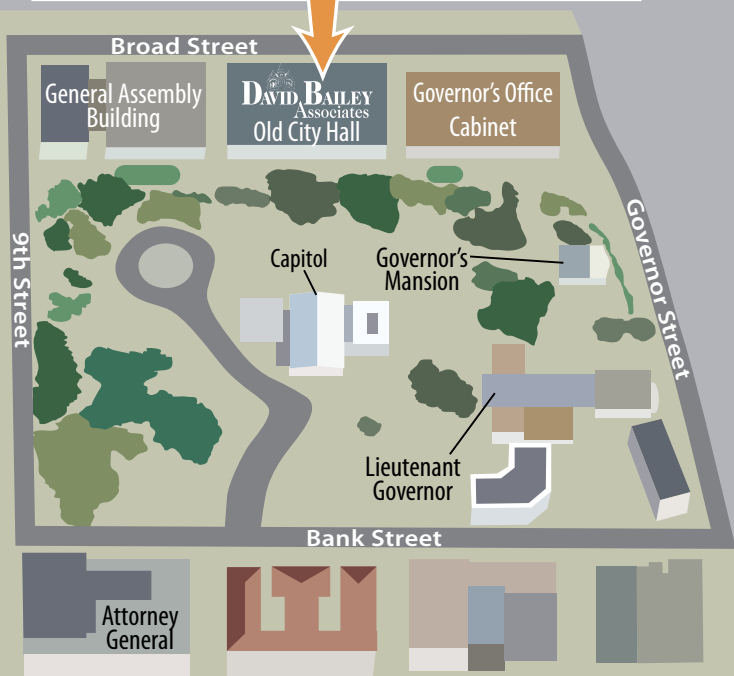 Broad Street
General Assembly
Building
DAVID BAILEY
Associates
Old City Hall
Governor's Office
Cabinet
9th Street
Capitol
Governor's
Mansion
Governor Street
Lieutenant
Governor
Bank Street
Attorney
General